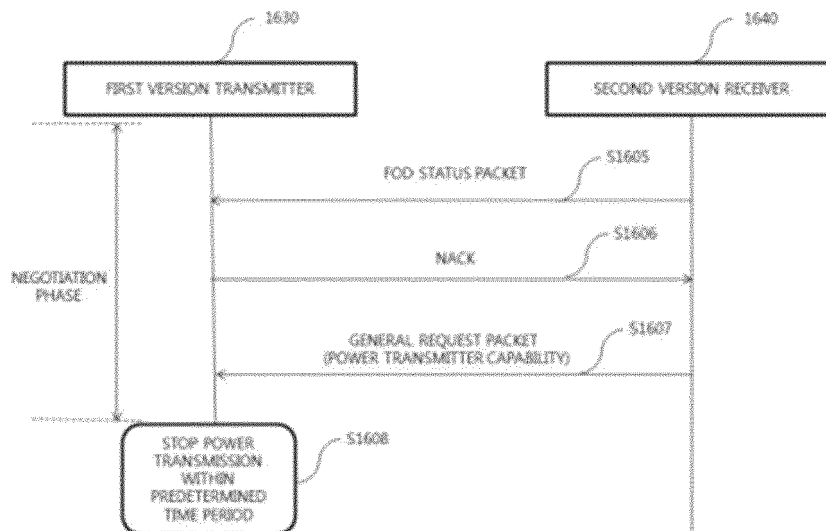 1630
1640
FIRST VERSION TRANSMITTER
SECOND VERSION RECEIVER
S1605
FOD STATUS PACKET
S1606
NACK
NEGOTIATION
PHASE
S1607
GENERAL REQUEST PACKET
(POWER TRANSMITTER CAPABILITY)
S1608
STOP POWER
TRANSMISSION
WITHIN
PREDETERMINED
TIME PERIOD